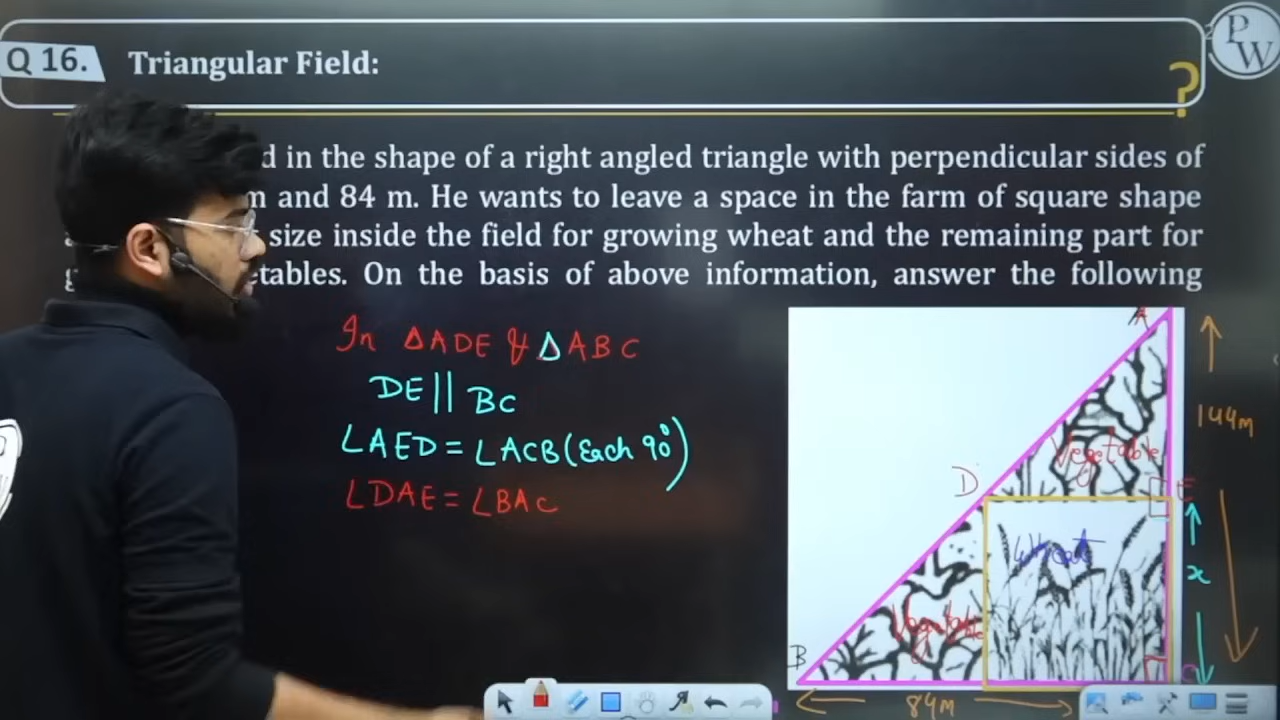 Q 16. Triangular Field:
PW
?
d in the shape of a right angled triangle with perpendicular sides of
m and 84 m. He wants to leave a space in the farm of square shape
size inside the field for growing wheat and the remaining part for
etables. On the basis of above information, answer the following
In ΔADE & ΔABC
DE || BC
∠AED = ∠ACB (Each 90°)
∠DAE = ∠BAC
A
144m
Vegetable
D
E
Wheat
x
Vegetable
B
C
84m